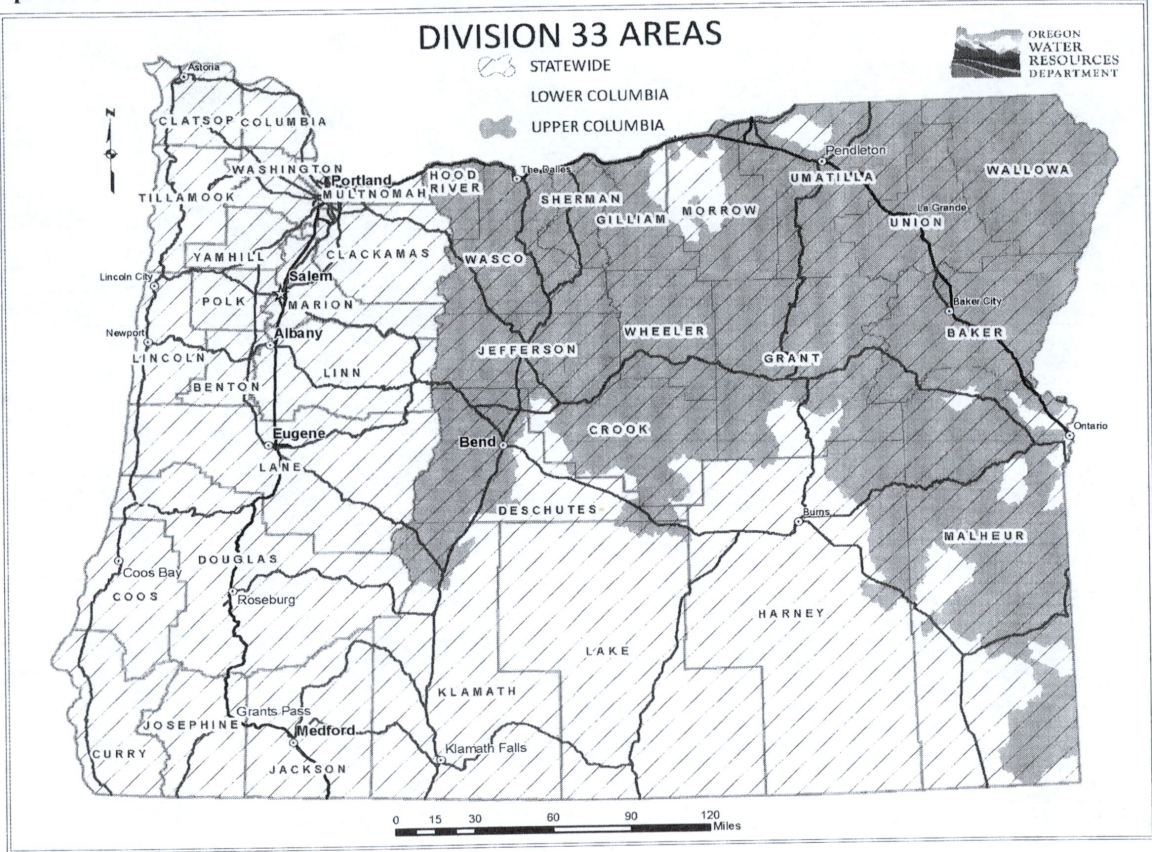 DIVISION 33 AREAS
STATEWIDE
LOWER COLUMBIA
UPPER COLUMBIA
OREGON
WATER
RESOURCES
DEPARTMENT
N
Astoria
CLATSOP
COLUMBIA
WASHINGTON
Portland
MULTNOMAH
TILLAMOOK
HOOD
RIVER
The Dalles
SHERMAN
GILLIAM
MORROW
Pendleton
UMATILLA
WALLOWA
La Grande
UNION
YAMHILL
CLACKAMAS
WASCO
Lincoln City
Salem
POLK
MARION
Baker City
Newport
Albany
LINCOLN
JEFFERSON
WHEELER
GRANT
BAKER
BENTON
LINN
Eugene
Bend
CROOK
Ontario
LANE
DESCHUTES
Burns
MALHEUR
DOUGLAS
Coos Bay
COOS
Roseburg
HARNEY
LAKE
KLAMATH
Grants Pass
JOSEPHINE
Medford
CURRY
Klamath Falls
JACKSON
0 15 30 60 90 120
Miles